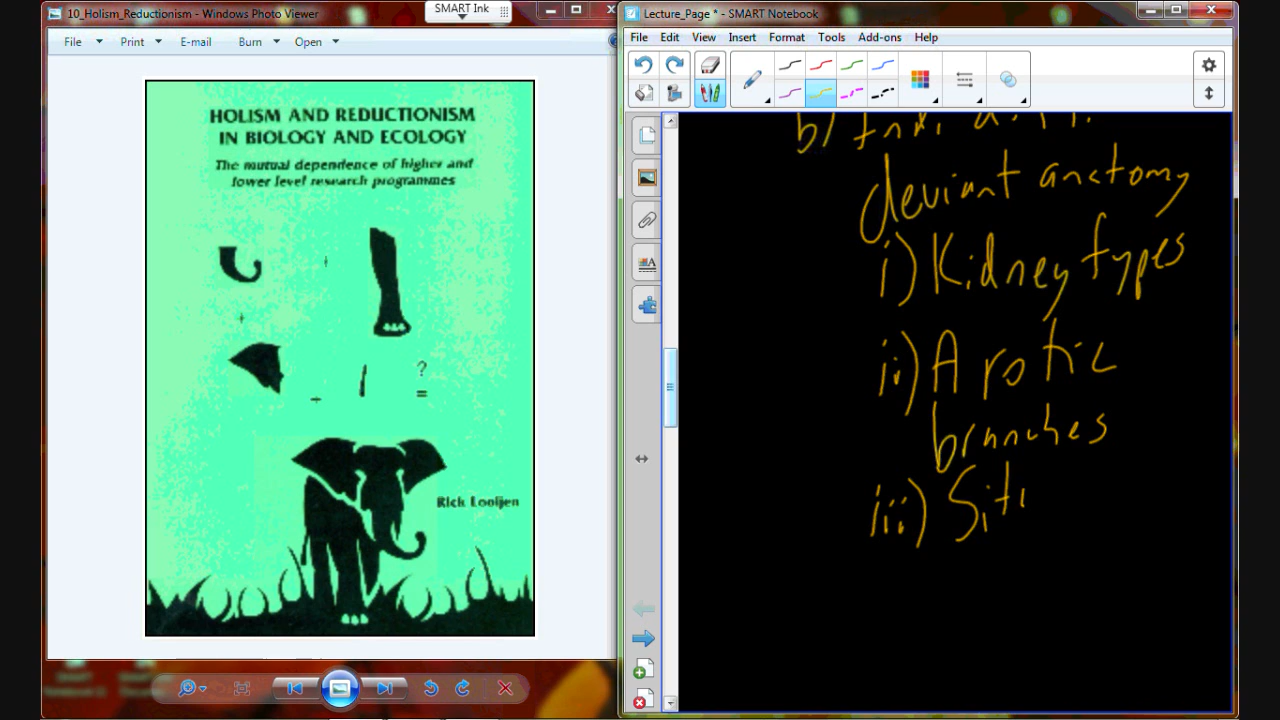 10_Holism_Reductionism - Windows Photo Viewer
SMART Ink
File Print E-mail Burn Open
HOLISM AND REDUCTIONISM
IN BIOLOGY AND ECOLOGY
The mutual dependence of higher and
lower level research programmes
+
+
+
?
=
Rick Looijen
Lecture_Page * - SMART Notebook
File Edit View Insert Format Tools Add-ons Help
b)
deviant anatomy
i) Kidney types
ii) Arotic
branches
iii) Sit